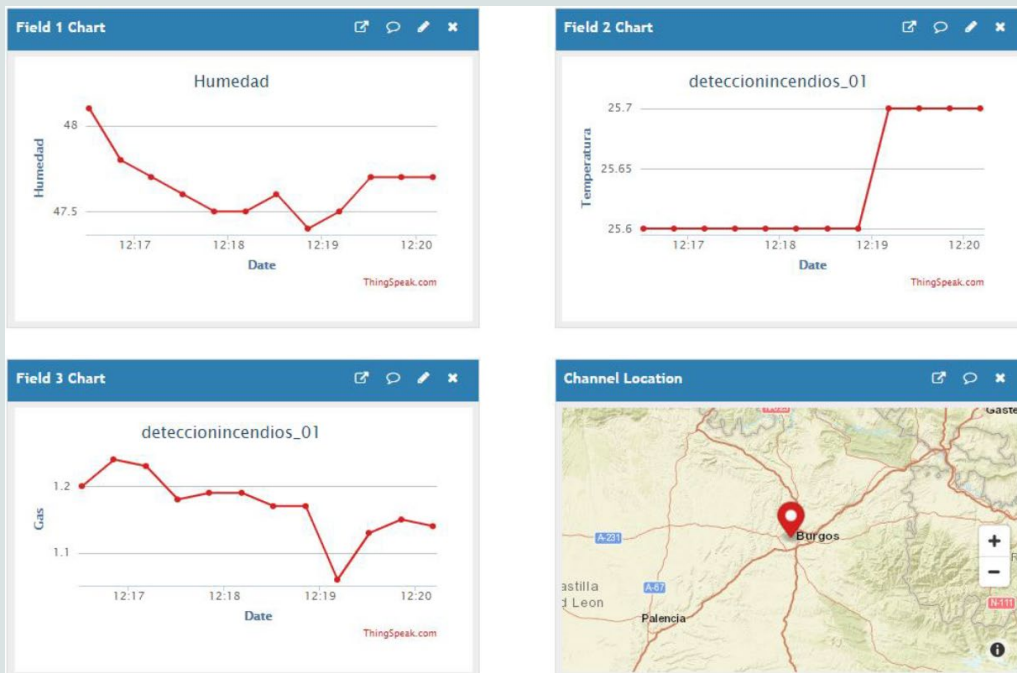 Field 1 Chart
Humedad
Humedad
48
47.5
12:17 12:18 12:19 12:20
Date
ThingSpeak.com
Field 2 Chart
deteccionincendios_01
Temperatura
25.7
25.65
25.6
12:17 12:18 12:19 12:20
Date
ThingSpeak.com
Field 3 Chart
deteccionincendios_01
Gas
1.2
1.1
12:17 12:18 12:19 12:20
Date
ThingSpeak.com
Channel Location
Gaste
A-231
Burgos
astilla
d Leon
A-67
Palencia
N-111
+
−